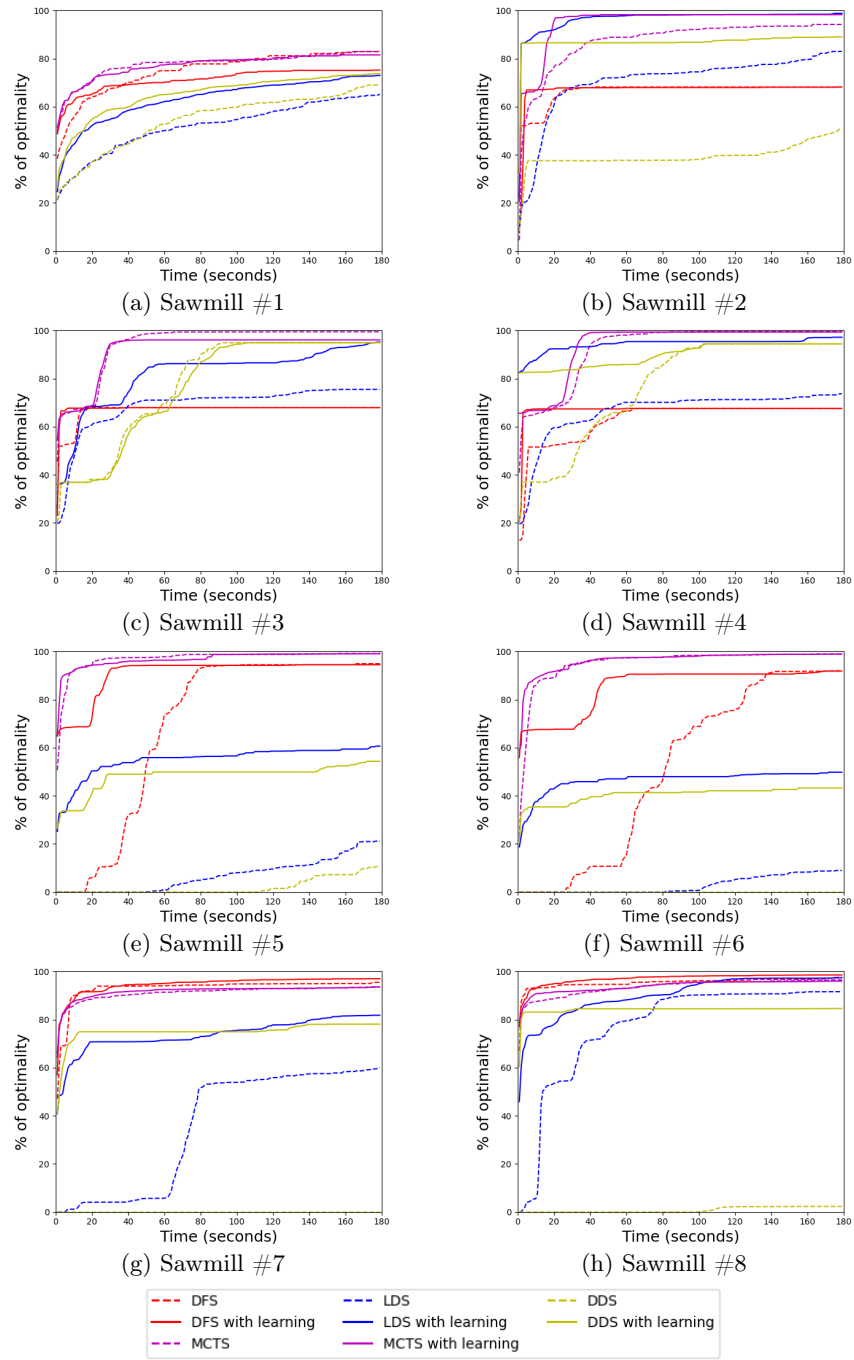 100
80
60
40
20
0
% of optimality
0 20 40 60 80 100 120 140 160 180
Time (seconds)
(a) Sawmill #1
100
80
60
40
20
0
% of optimality
0 20 40 60 80 100 120 140 160 180
Time (seconds)
(b) Sawmill #2
100
80
60
40
20
0
% of optimality
0 20 40 60 80 100 120 140 160 180
Time (seconds)
(c) Sawmill #3
100
80
60
40
20
0
% of optimality
0 20 40 60 80 100 120 140 160 180
Time (seconds)
(d) Sawmill #4
100
80
60
40
20
0
% of optimality
0 20 40 60 80 100 120 140 160 180
Time (seconds)
(e) Sawmill #5
100
80
60
40
20
0
% of optimality
0 20 40 60 80 100 120 140 160 180
Time (seconds)
(f) Sawmill #6
100
80
60
40
20
0
% of optimality
0 20 40 60 80 100 120 140 160 180
Time (seconds)
(g) Sawmill #7
100
80
60
40
20
0
% of optimality
0 20 40 60 80 100 120 140 160 180
Time (seconds)
(h) Sawmill #8
DFS
DFS with learning
MCTS
LDS
LDS with learning
MCTS with learning
DDS
DDS with learning